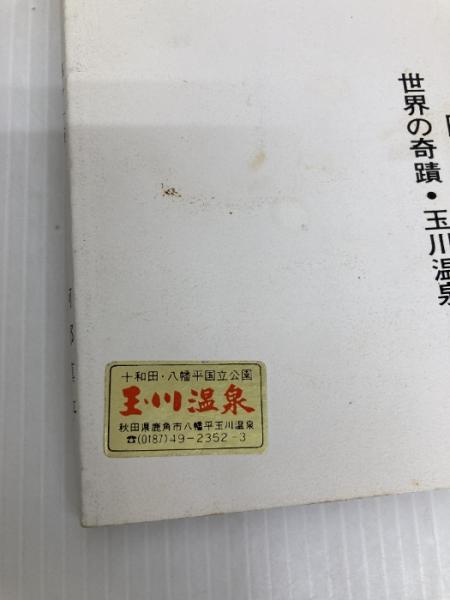 世界の奇蹟・玉川温泉
十和田・八幡平国立公園
玉川温泉
秋田県鹿角市八幡平玉川温泉
☎(0187)49-2352-3